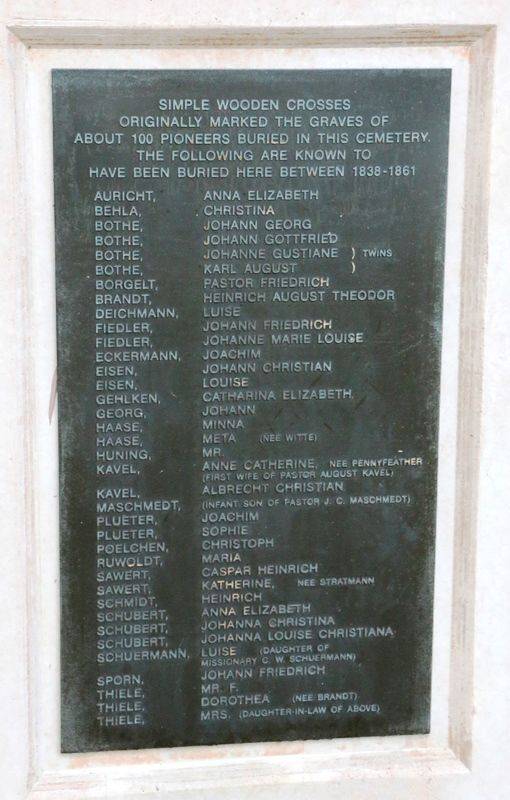 SIMPLE WOODEN CROSSES
ORIGINALLY MARKED THE GRAVES OF
ABOUT 100 PIONEERS BURIED IN THIS CEMETERY.
THE FOLLOWING ARE KNOWN TO
HAVE BEEN BURIED HERE BETWEEN 1838-1861
AURICHT, ANNA ELIZABETH
BEHLA, CHRISTINA
BOTHE, JOHANN GEORG
BOTHE, JOHANN GOTTFRIED
BOTHE, JOHANNE GUSTIANE ) TWINS
BOTHE, KARL AUGUST )
BORGELT, PASTOR FRIEDRICH
BRANDT, HEINRICH AUGUST THEODOR
DEICHMANN, LUISE
FIEDLER, JOHANN FRIEDRICH
FIEDLER, JOHANNE MARIE LOUISE
ECKERMANN, JOACHIM
EISEN, JOHANN CHRISTIAN
EISEN, LOUISE
GEHLKEN, CATHARINA ELIZABETH
GEORG, JOHANN
HAASE, MINNA
HAASE, META (NEE WITTE)
HUNING, MR.
KAVEL, ANNE CATHERINE, NEE PENNYFEATHER
(FIRST WIFE OF PASTOR AUGUST KAVEL)
KAVEL, ALBRECHT CHRISTIAN
MASCHMEDT, (INFANT SON OF PASTOR J. C. MASCHMEDT)
PLUETER, JOACHIM
PLUETER, SOPHIE
POELCHEN, CHRISTOPH
RUWOLDT, MARIA
SAWERT, CASPAR HEINRICH
SAWERT, KATHERINE, NEE STRATMANN
SCHMIDT, HEINRICH
SCHUBERT, ANNA ELIZABETH
SCHUBERT, JOHANNA CHRISTINA
SCHUBERT, JOHANNA LOUISE CHRISTIANA
SCHUERMANN, LUISE (DAUGHTER OF
MISSIONARY C. W. SCHUERMANN)
SPORN, JOHANN FRIEDRICH
THIELE, MR. F.
THIELE, DOROTHEA (NEE BRANDT)
THIELE, MRS. (DAUGHTER-IN-LAW OF ABOVE)